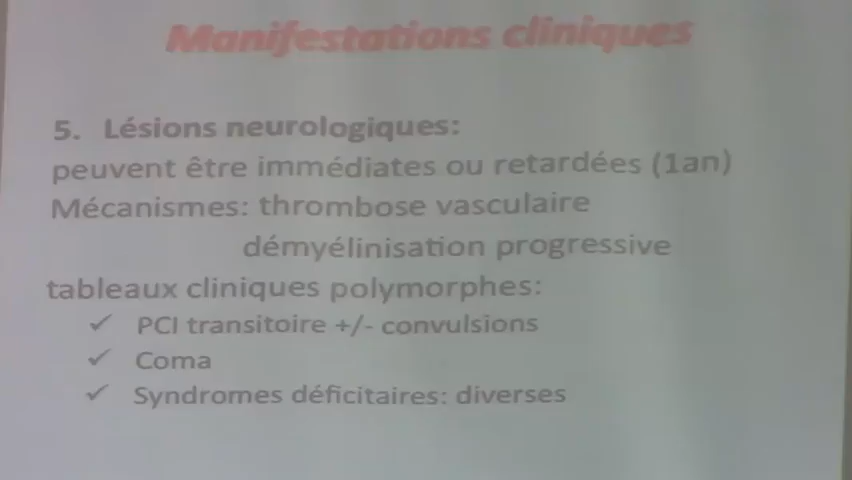 Manifestations cliniques
5. Lésions neurologiques:
peuvent être immédiates ou retardées (1an)
Mécanismes: thrombose vasculaire
démyélinisation progressive
tableaux cliniques polymorphes:
✓ PCI transitoire +/- convulsions
✓ Coma
✓ Syndromes déficitaires: diverses